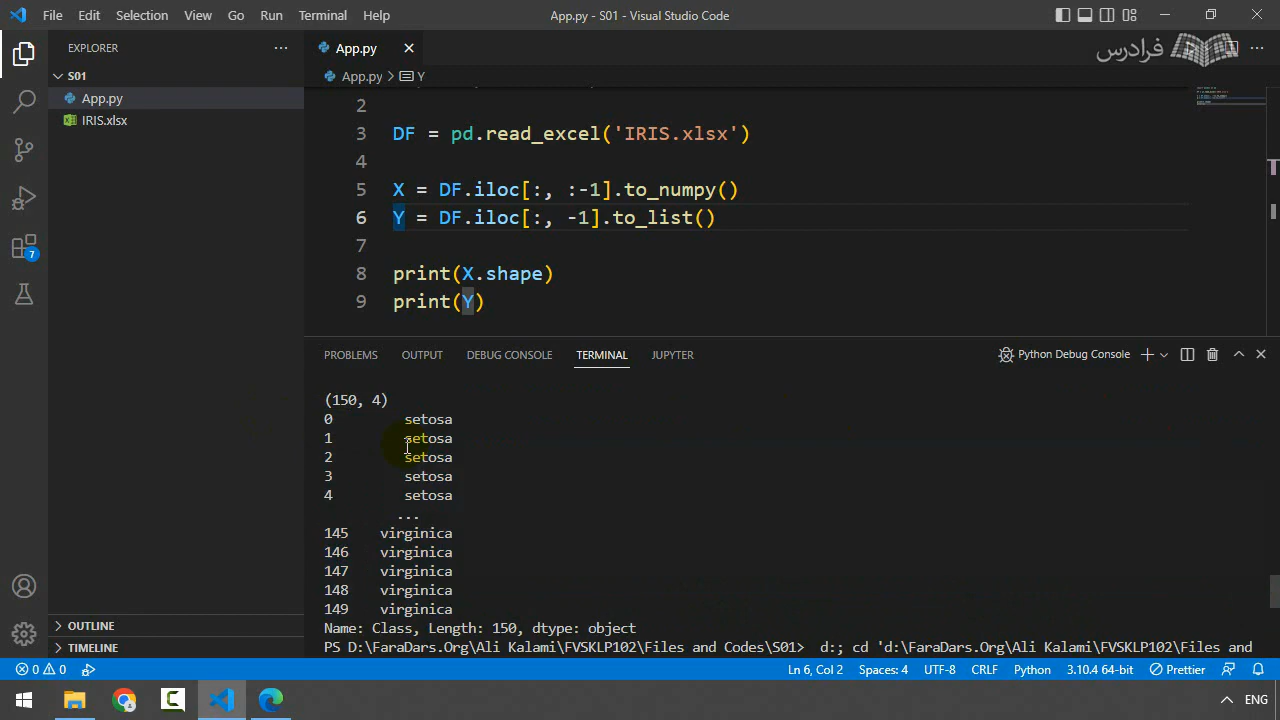 File Edit Selection View Go Run Terminal Help App.py - S01 - Visual Studio Code
EXPLORER
App.py
فرادرس
S01
App.py > Y
App.py
IRIS.xlsx
2
3 DF = pd.read_excel('IRIS.xlsx')
4
5 X = DF.iloc[:, :-1].to_numpy()
6 Y = DF.iloc[:, -1].to_list()
7
8 print(X.shape)
9 print(Y)
7
PROBLEMS OUTPUT DEBUG CONSOLE TERMINAL JUPYTER Python Debug Console
(150, 4)
0 setosa
1 setosa
2 setosa
3 setosa
4 setosa
...
145 virginica
146 virginica
147 virginica
148 virginica
149 virginica
Name: Class, Length: 150, dtype: object
PS D:\FaraDars.Org\Ali Kalami\FVSKLP102\Files and Codes\S01> d:; cd 'd:\FaraDars.Org\Ali Kalami\FVSKLP102\Files and
OUTLINE
TIMELINE
0 0 Ln 6, Col 2 Spaces: 4 UTF-8 CRLF Python 3.10.4 64-bit Prettier
ENG